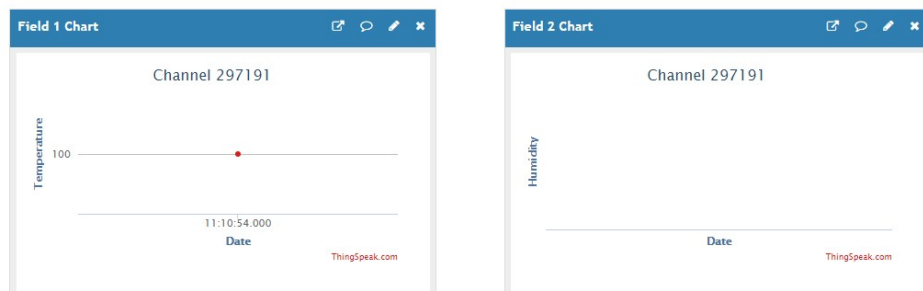 Field 1 Chart
Channel 297191
Temperature
100
11:10:54.000
Date
ThingSpeak.com
Field 2 Chart
Channel 297191
Humidity
Date
ThingSpeak.com